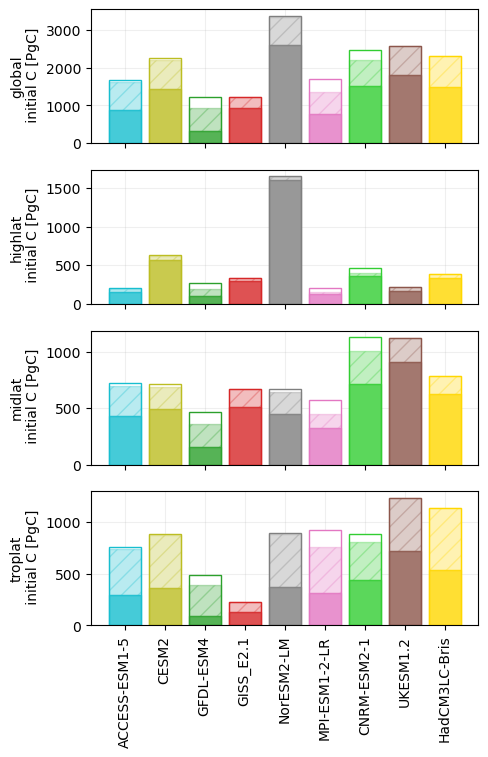 global
initial C [PgC]
3000
2000
1000
0
highlat
initial C [PgC]
1500
1000
500
0
midlat
initial C [PgC]
1000
500
0
troplat
initial C [PgC]
1000
500
0
ACCESS-ESM1-5
CESM2
GFDL-ESM4
GISS_E2.1
NorESM2-LM
MPI-ESM1-2-LR
CNRM-ESM2-1
UKESM1.2
HadCM3LC-Bris